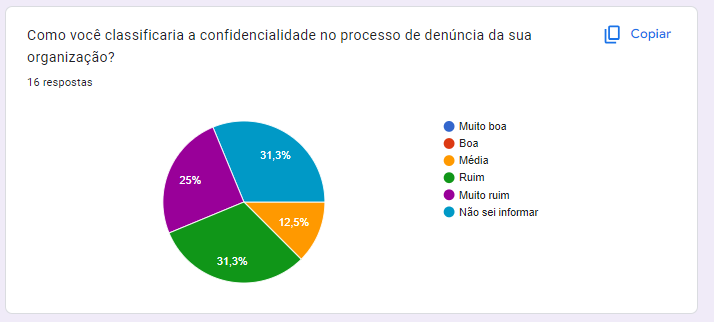 Como você classificaria a confidencialidade no processo de denúncia da sua
organização?
Copiar
16 respostas
31,3%
25%
12,5%
31,3%
Muito boa
Boa
Média
Ruim
Muito ruim
Não sei informar